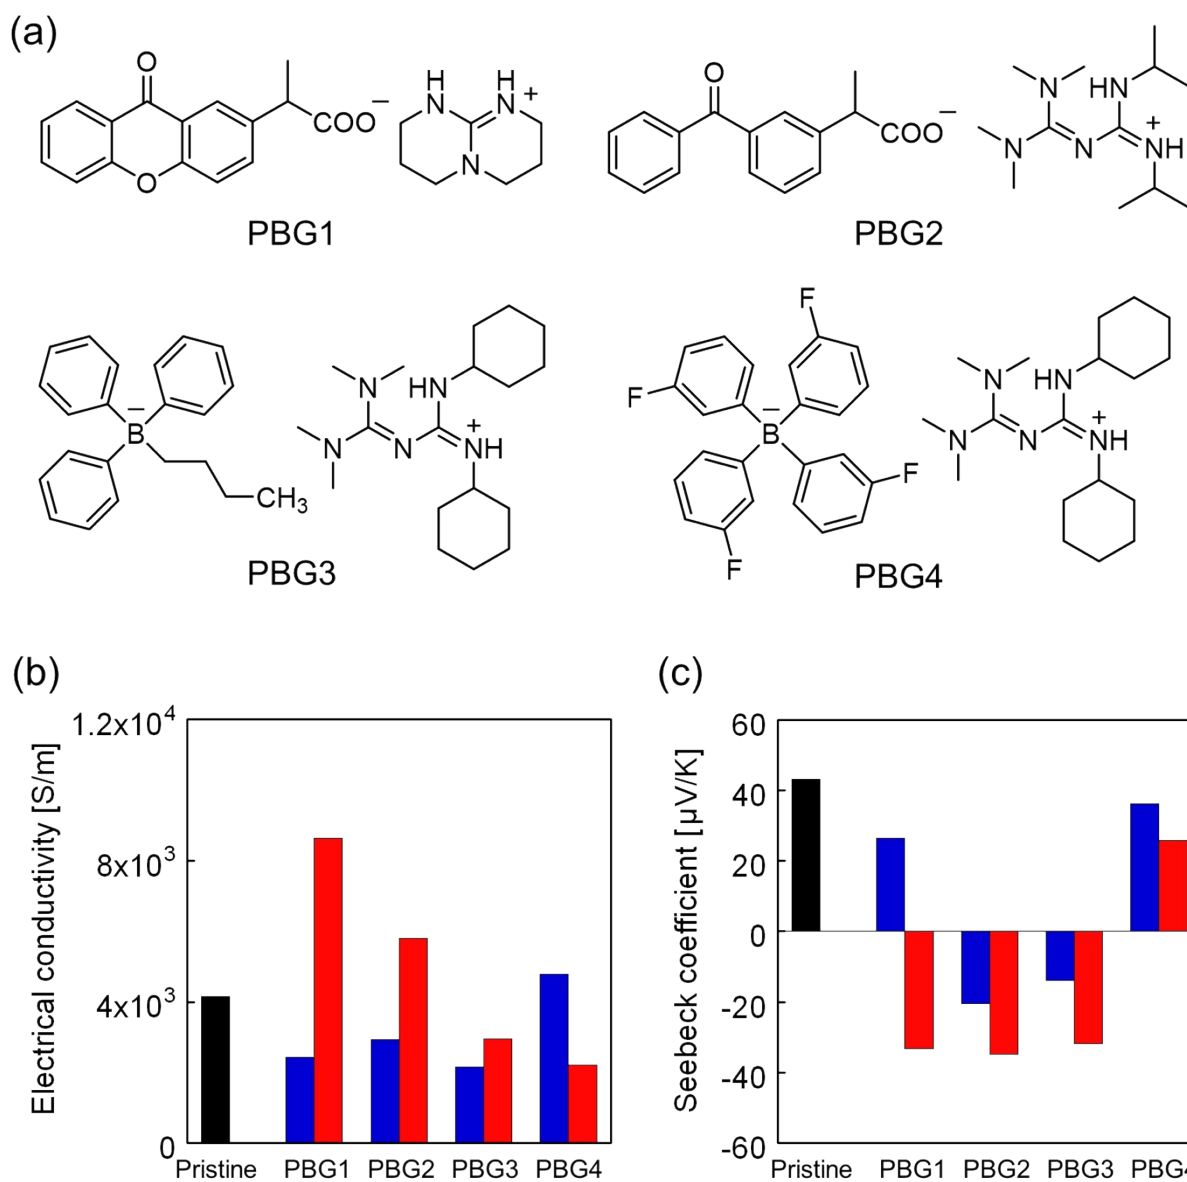 (a)
O
O
COO
−
H
N
H
N
+
N
PBG1
O
COO
−
N
N
N
HN
NH
+
PBG2
B
−
CH3
N
N
N
HN
NH
+
PBG3
F
F
F
F
B
−
N
N
N
HN
NH
+
PBG4
(b)
Electrical conductivity [S/m]
1.2x10⁴
8x10³
4x10³
0
Pristine PBG1 PBG2 PBG3 PBG4
(c)
Seebeck coefficient [µV/K]
60
40
20
0
-20
-40
-60
Pristine PBG1 PBG2 PBG3 PBG4